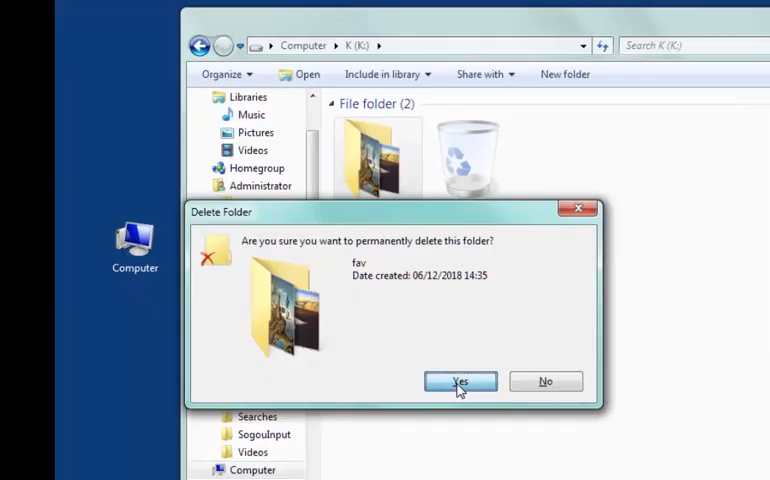 Computer
K (K:)
Search K (K:)
Organize
Open
Include in library
Share with
New folder
Libraries
Music
Pictures
Videos
Homegroup
Administrator
File folder (2)
Computer
Delete Folder
Are you sure you want to permanently delete this folder?
fav
Date created: 06/12/2018 14:35
Yes
No
Searches
SogouInput
Videos
Computer